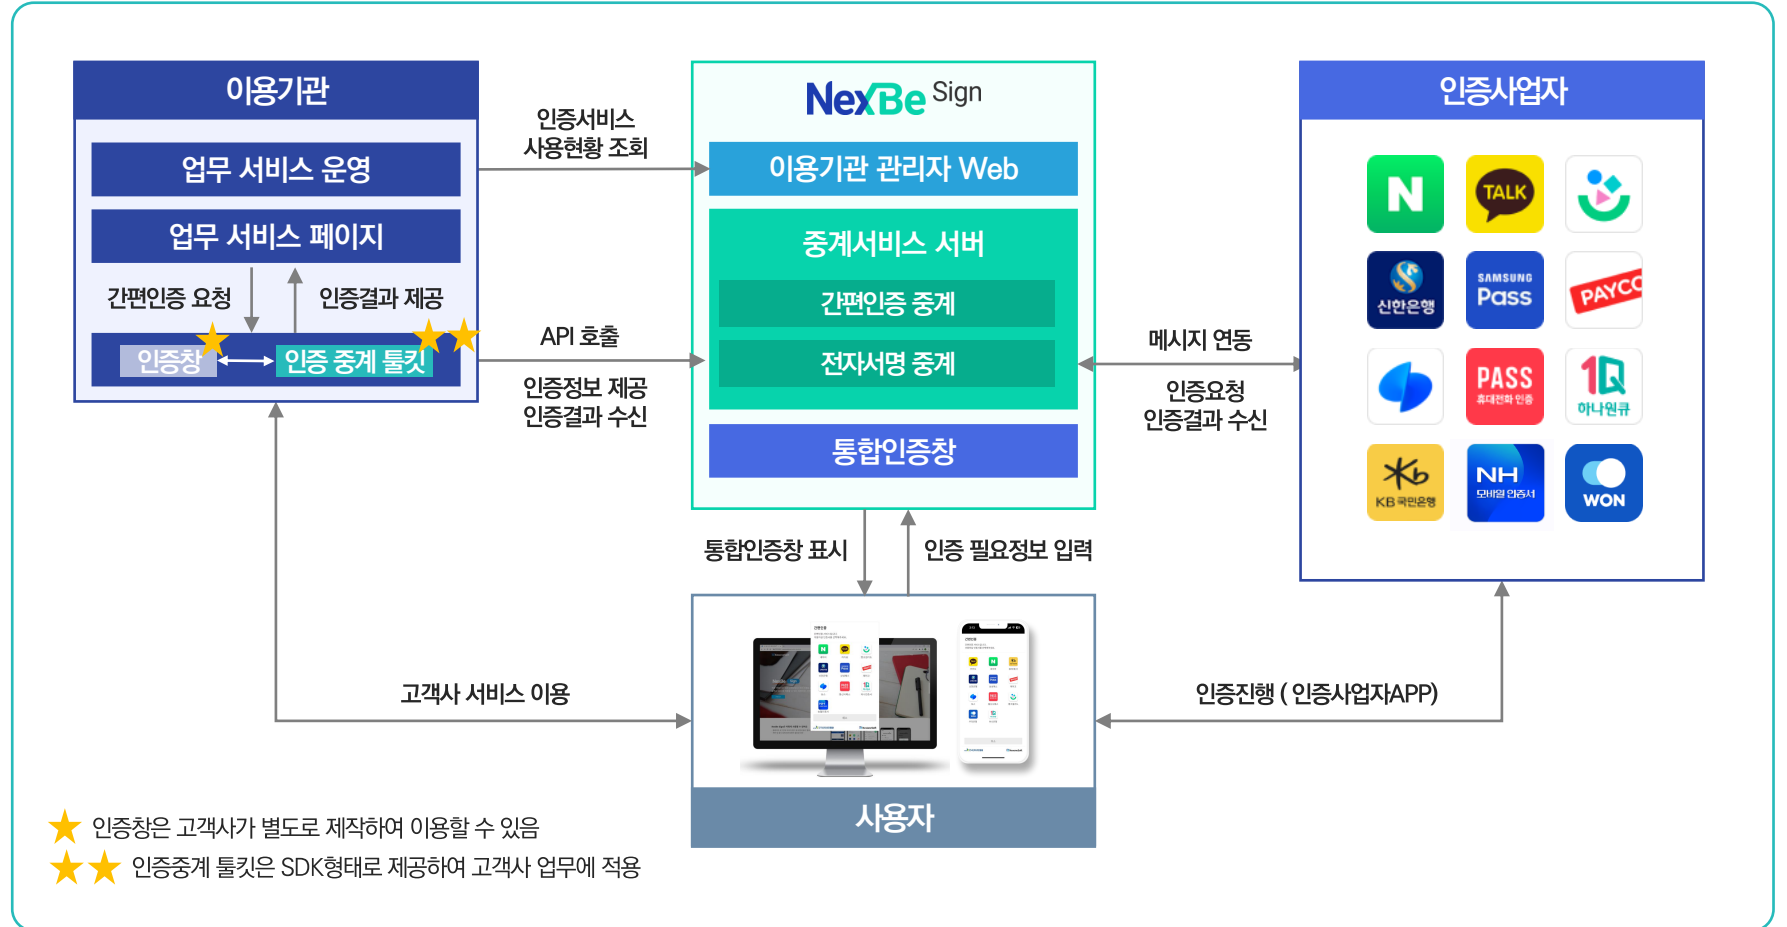 이용기관
업무 서비스 운영
업무 서비스 페이지
간편인증 요청
인증결과 제공
인증창
인증 중계 툴킷
인증서비스
사용현황 조회
API 호출
인증정보 제공
인증결과 수신
NexBe Sign
이용기관 관리자 Web
중계서비스 서버
간편인증 중계
전자서명 중계
통합인증창
메시지 연동
인증요청
인증결과 수신
인증사업자
N
TALK
신한은행
SAMSUNG
Pass
PAYCO
PASS
휴대전화 인증
1Q
하나원큐
KB 국민은행
NH
모바일 인증서
WON
통합인증창 표시
인증 필요정보 입력
고객사 서비스 이용
인증진행 ( 인증사업자APP)
사용자
인증창은 고객사가 별도로 제작하여 이용할 수 있음
인증중계 툴킷은 SDK형태로 제공하여 고객사 업무에 적용